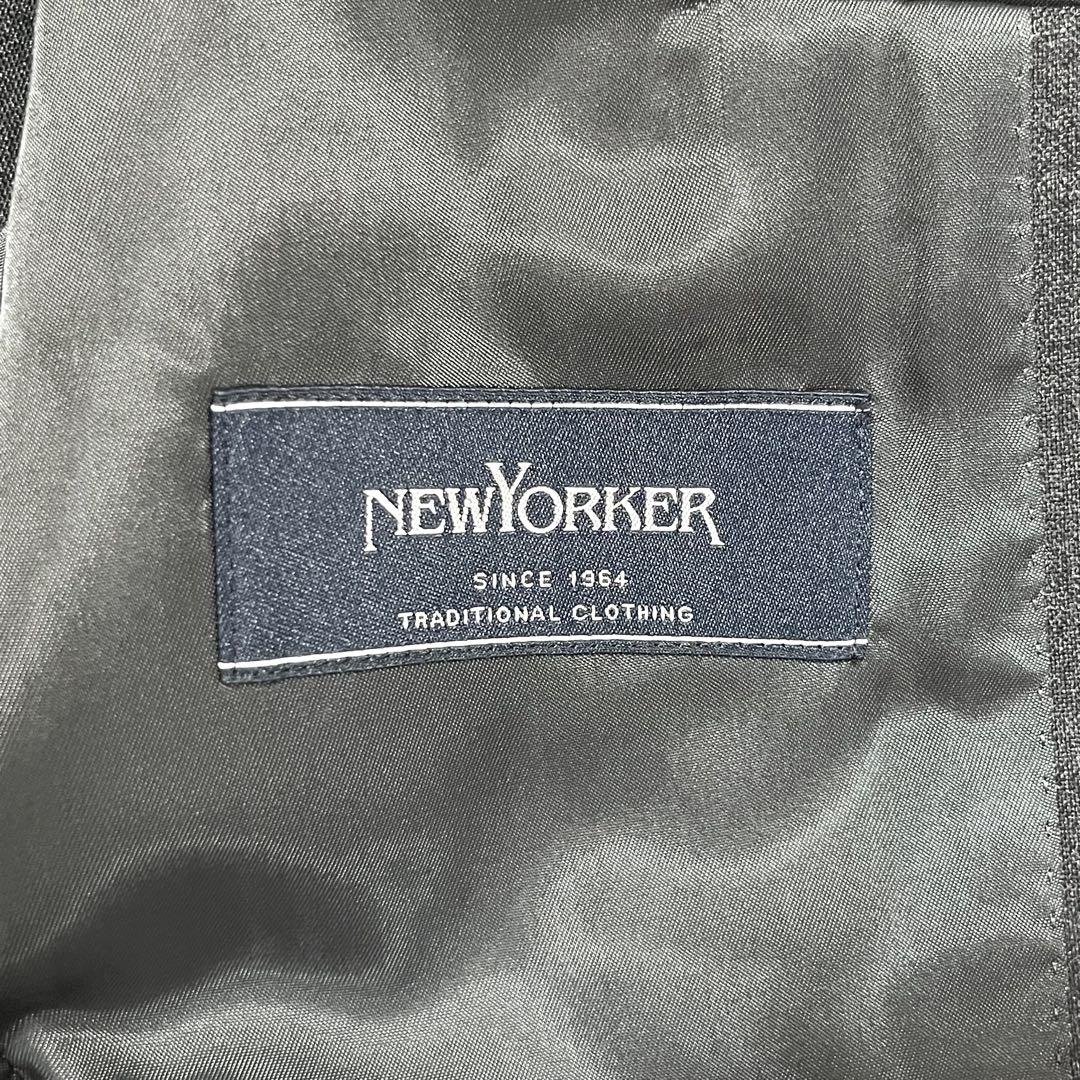 NEWYORKER
SINCE 1964
TRADITIONAL CLOTHING